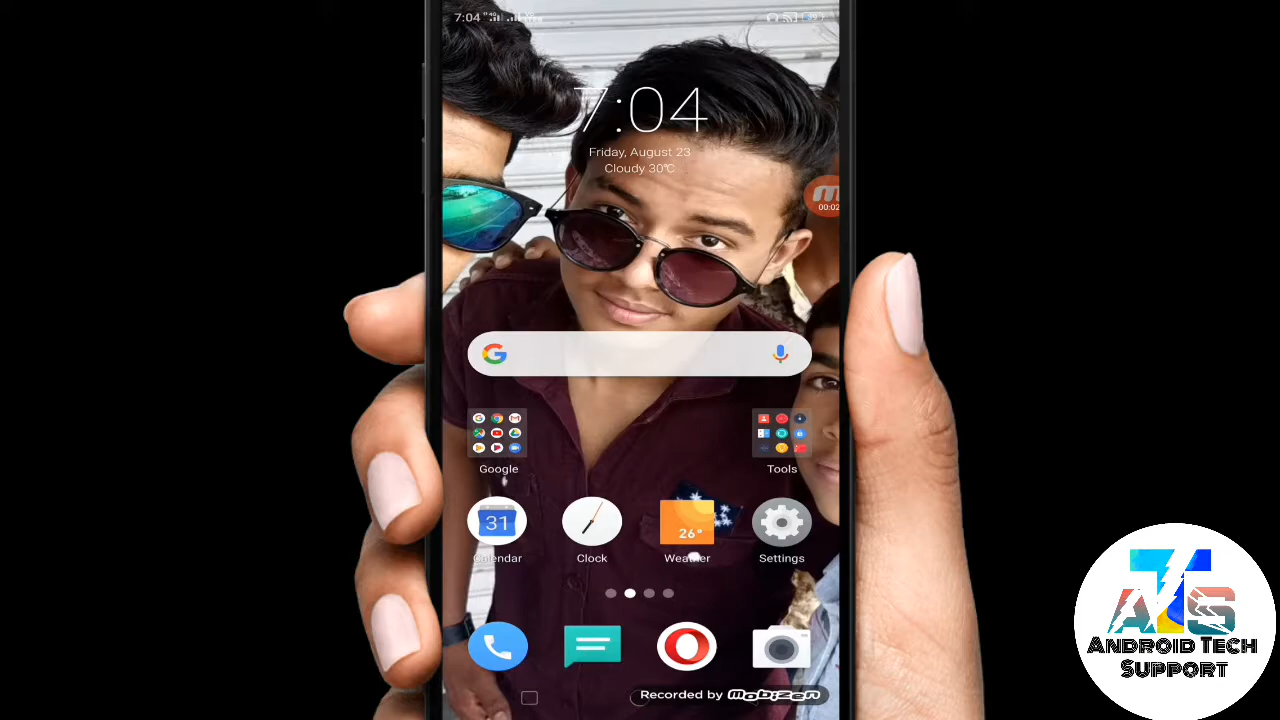 7:04
7:04
Friday, August 23
Cloudy 30℃
00:02
Google
Tools
31
26°
Calendar
Clock
Weather
Settings
Recorded by mobizen
ATS
ANDROID TECH
SUPPORT